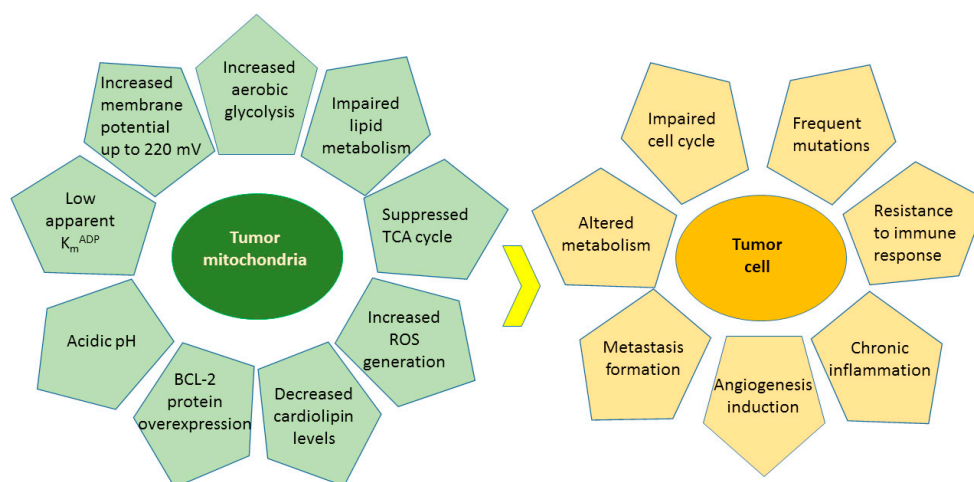 Increased
aerobic
glycolysis
Increased
membrane
potential
up to 220 mV
Impaired
lipid
metabolism
Low
apparent
Kₘᴬᴰᴾ
Suppressed
TCA cycle
Tumor
mitochondria
Acidic pH
Increased
ROS
generation
BCL-2
protein
overexpression
Decreased
cardiolipin
levels
Impaired
cell cycle
Frequent
mutations
Altered
metabolism
Resistance
to immune
response
Tumor
cell
Metastasis
formation
Chronic
inflammation
Angiogenesis
induction